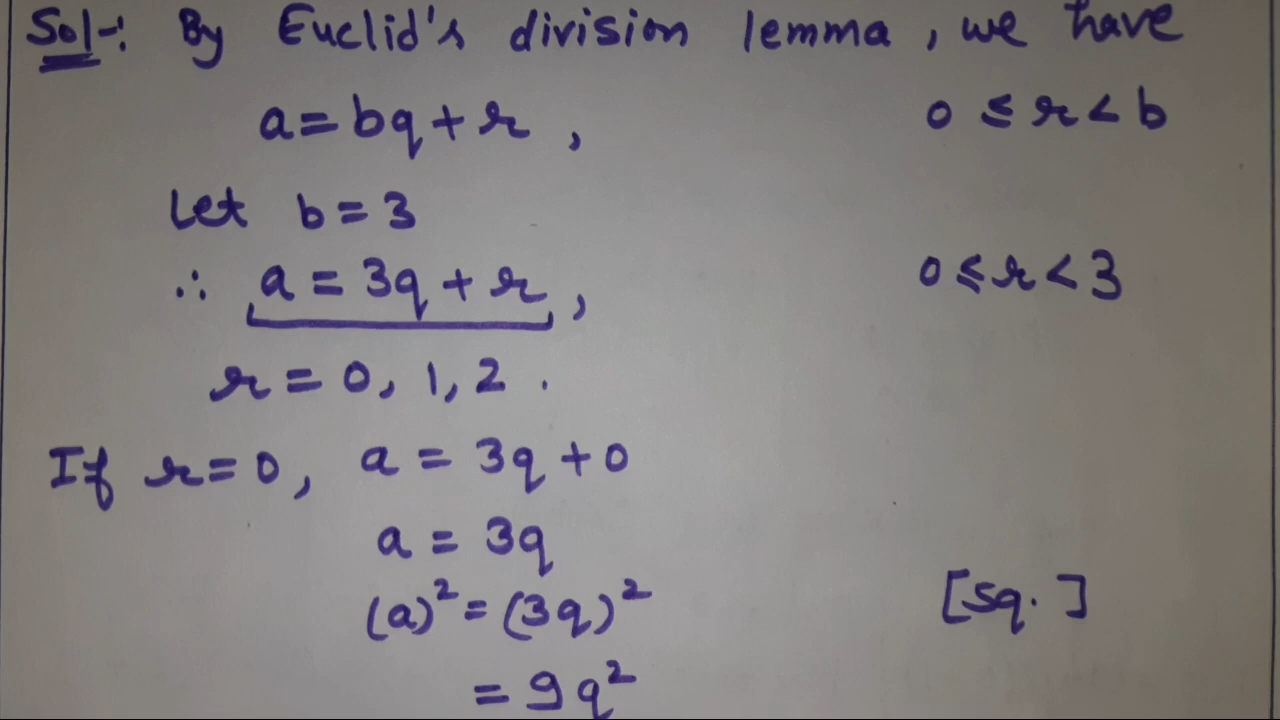 Sol-: By Euclid's division lemma, we have
a = bq + r, 0 ≤ r < b
Let b = 3
∴ a = 3q + r, 0 ≤ r < 3
r = 0, 1, 2.
If r = 0, a = 3q + 0
a = 3q
(a)² = (3q)² [sq.]
= 9q²